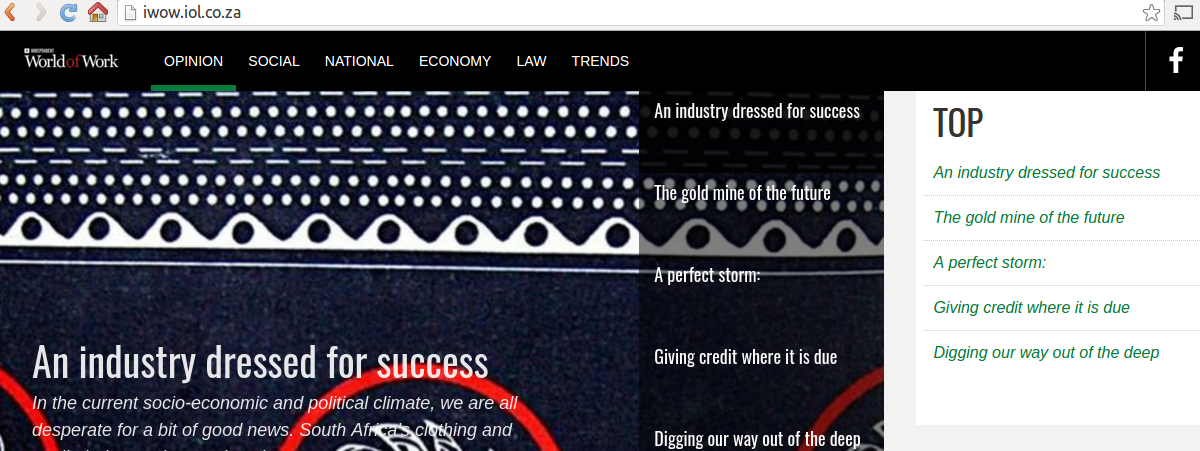 iwow.iol.co.za
INDEPENDENT
World of Work
OPINION
SOCIAL
NATIONAL
ECONOMY
LAW
TRENDS
An industry dressed for success
In the current socio-economic and political climate, we are all
desperate for a bit of good news. South Africa's clothing and
An industry dressed for success
The gold mine of the future
A perfect storm:
Giving credit where it is due
Digging our way out of the deep
TOP
An industry dressed for success
The gold mine of the future
A perfect storm:
Giving credit where it is due
Digging our way out of the deep